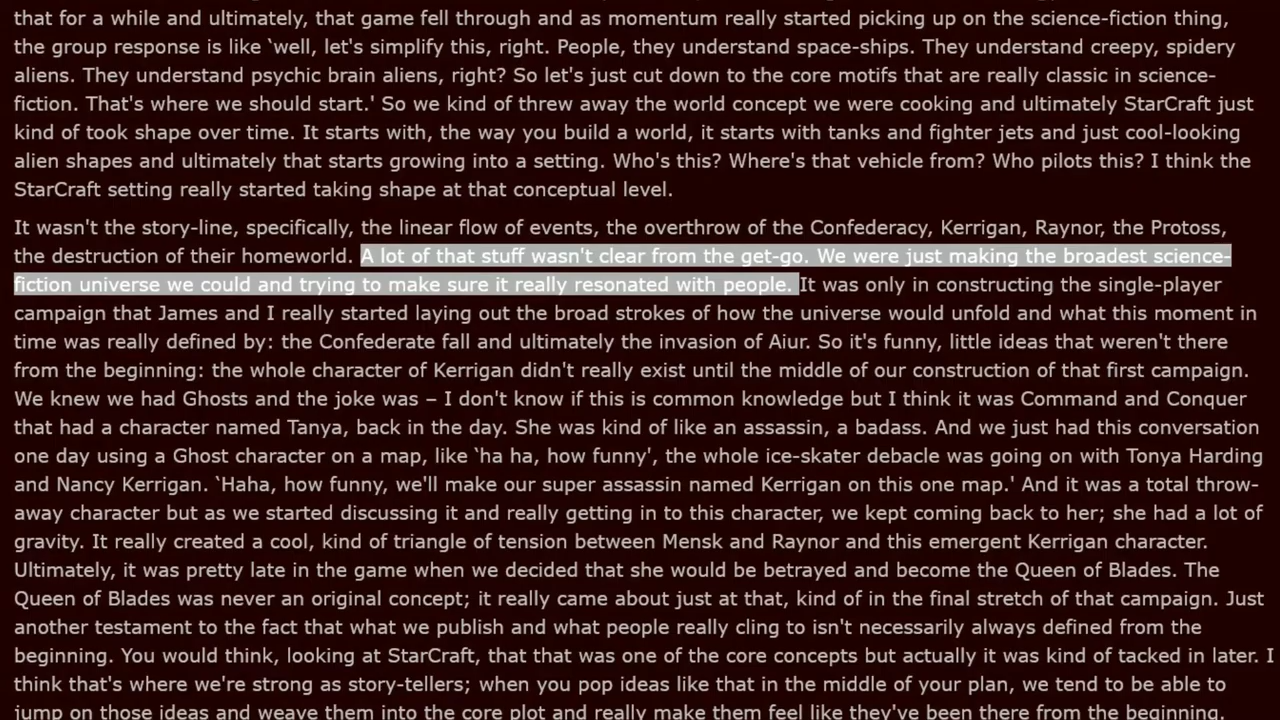 that for a while and ultimately, that game fell through and as momentum really started picking up on the science-fiction thing,
the group response is like `well, let's simplify this, right. People, they understand space-ships. They understand creepy, spidery
aliens. They understand psychic brain aliens, right? So let's just cut down to the core motifs that are really classic in science-
fiction. That's where we should start.' So we kind of threw away the world concept we were cooking and ultimately StarCraft just
kind of took shape over time. It starts with, the way you build a world, it starts with tanks and fighter jets and just cool-looking
alien shapes and ultimately that starts growing into a setting. Who's this? Where's that vehicle from? Who pilots this? I think the
StarCraft setting really started taking shape at that conceptual level.
It wasn't the story-line, specifically, the linear flow of events, the overthrow of the Confederacy, Kerrigan, Raynor, the Protoss,
the destruction of their homeworld. A lot of that stuff wasn't clear from the get-go. We were just making the broadest science-
fiction universe we could and trying to make sure it really resonated with people. It was only in constructing the single-player
campaign that James and I really started laying out the broad strokes of how the universe would unfold and what this moment in
time was really defined by: the Confederate fall and ultimately the invasion of Aiur. So it's funny, little ideas that weren't there
from the beginning: the whole character of Kerrigan didn't really exist until the middle of our construction of that first campaign.
We knew we had Ghosts and the joke was – I don't know if this is common knowledge but I think it was Command and Conquer
that had a character named Tanya, back in the day. She was kind of like an assassin, a badass. And we just had this conversation
one day using a Ghost character on a map, like `ha ha, how funny', the whole ice-skater debacle was going on with Tonya Harding
and Nancy Kerrigan. `Haha, how funny, we'll make our super assassin named Kerrigan on this one map.' And it was a total throw-
away character but as we started discussing it and really getting in to this character, we kept coming back to her; she had a lot of
gravity. It really created a cool, kind of triangle of tension between Mensk and Raynor and this emergent Kerrigan character.
Ultimately, it was pretty late in the game when we decided that she would be betrayed and become the Queen of Blades. The
Queen of Blades was never an original concept; it really came about just at that, kind of in the final stretch of that campaign. Just
another testament to the fact that what we publish and what people really cling to isn't necessarily always defined from the
beginning. You would think, looking at StarCraft, that that was one of the core concepts but actually it was kind of tacked in later. I
think that's where we're strong as story-tellers; when you pop ideas like that in the middle of your plan, we tend to be able to
jump on those ideas and weave them into the core plot and really make them feel like they've been there from the beginning.